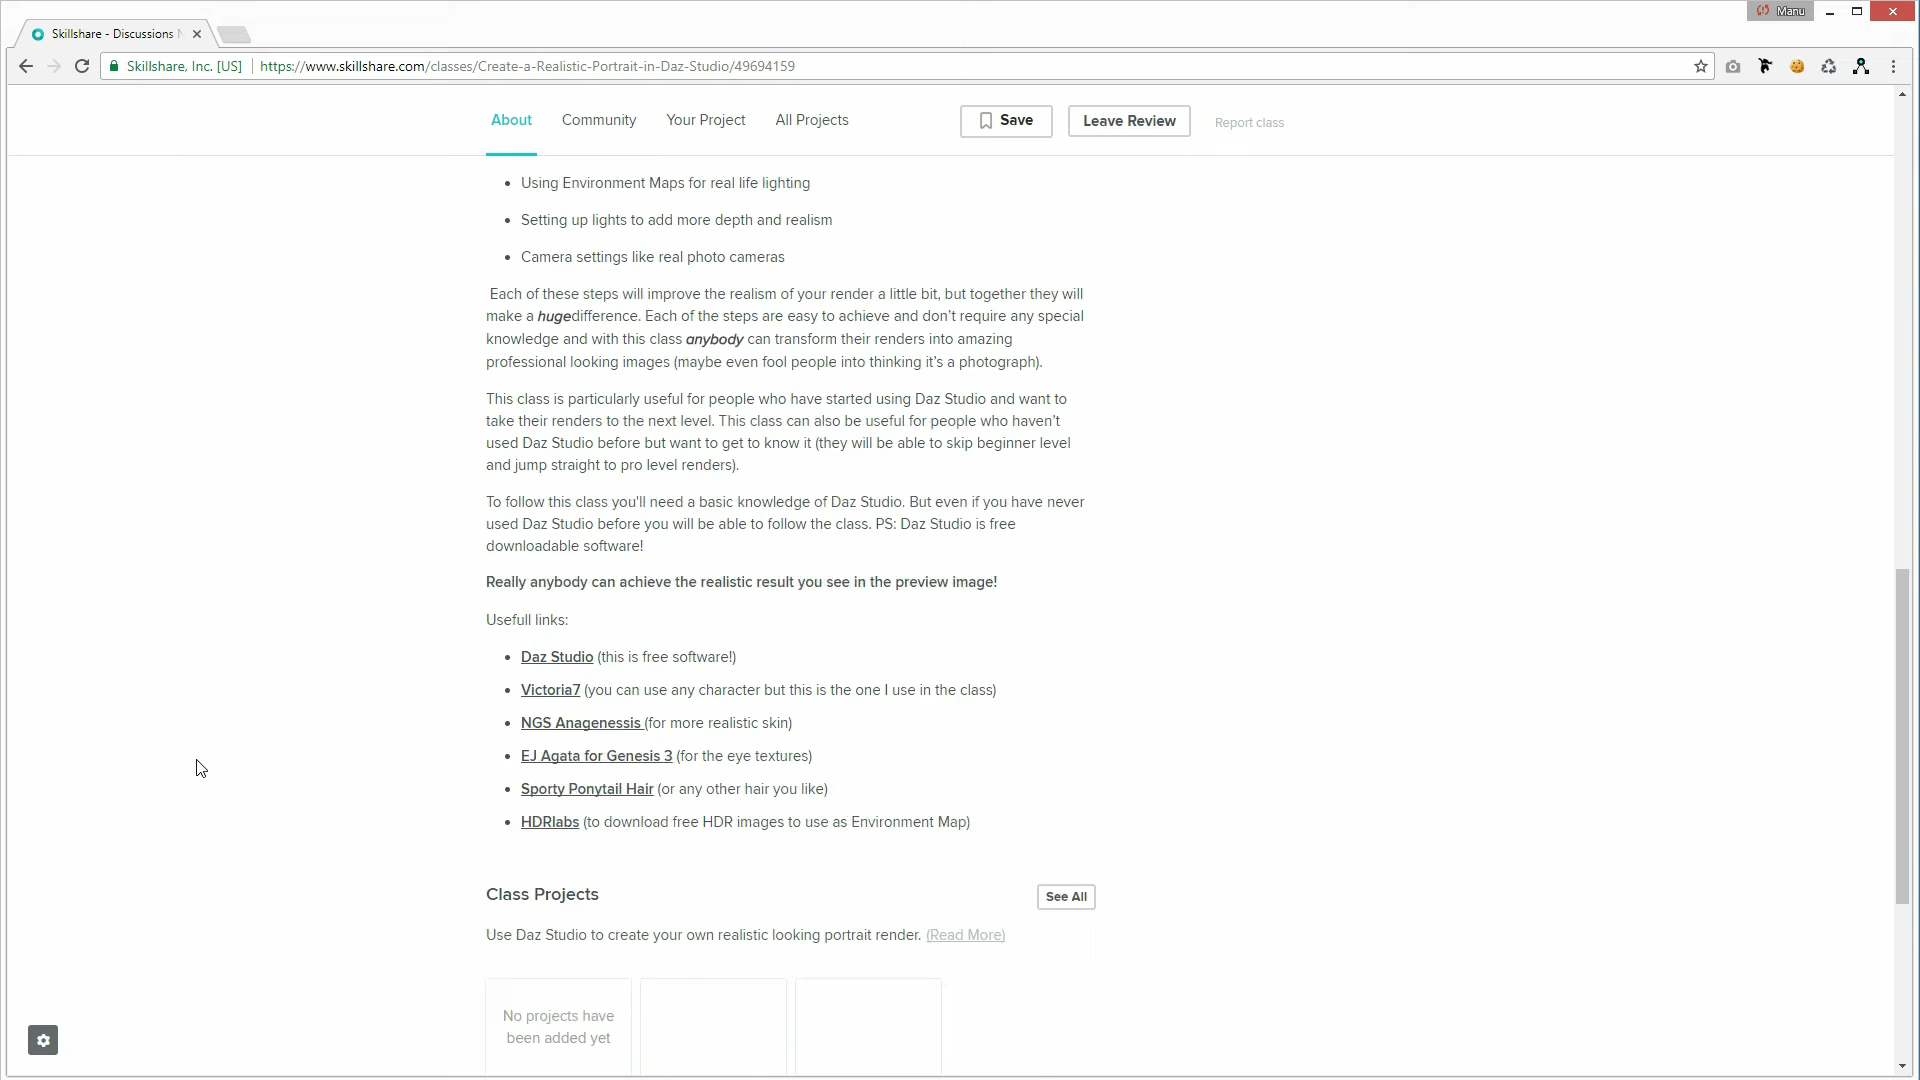 Manu
Skillshare - Discussions
Skillshare, Inc. [US]
https://www.skillshare.com/classes/Create-a-Realistic-Portrait-in-Daz-Studio/49694159
About
Community
Your Project
All Projects
Save
Leave Review
Report class
• Using Environment Maps for real life lighting
• Setting up lights to add more depth and realism
• Camera settings like real photo cameras
Each of these steps will improve the realism of your render a little bit, but together they will
make a hugedifference. Each of the steps are easy to achieve and don’t require any special
knowledge and with this class anybody can transform their renders into amazing
professional looking images (maybe even fool people into thinking it’s a photograph).
This class is particularly useful for people who have started using Daz Studio and want to
take their renders to the next level. This class can also be useful for people who haven’t
used Daz Studio before but want to get to know it (they will be able to skip beginner level
and jump straight to pro level renders).
To follow this class you'll need a basic knowledge of Daz Studio. But even if you have never
used Daz Studio before you will be able to follow the class. PS: Daz Studio is free
downloadable software!
Really anybody can achieve the realistic result you see in the preview image!
Usefull links:
• Daz Studio (this is free software!)
• Victoria7 (you can use any character but this is the one I use in the class)
• NGS Anagenessis (for more realistic skin)
• EJ Agata for Genesis 3 (for the eye textures)
• Sporty Ponytail Hair (or any other hair you like)
• HDRlabs (to download free HDR images to use as Environment Map)
Class Projects
See All
Use Daz Studio to create your own realistic looking portrait render. (Read More)
No projects have
been added yet